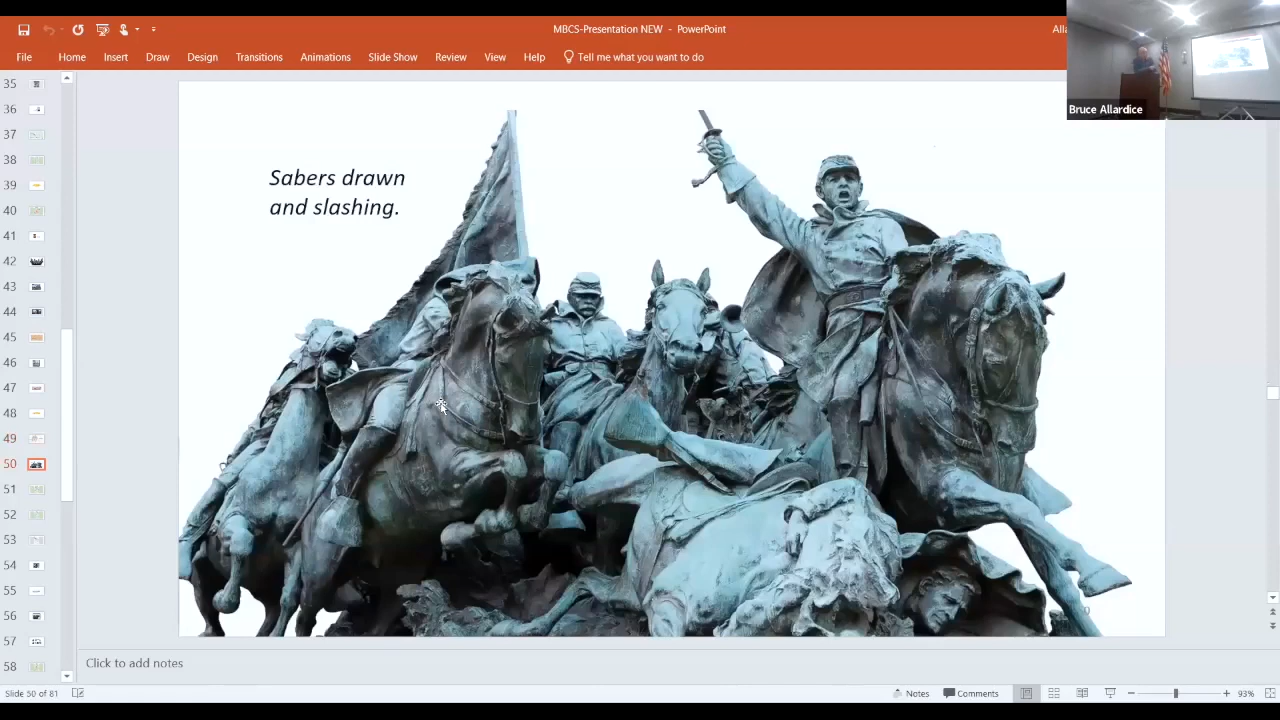 MBCS-Presentation NEW - PowerPoint
Alla
File Home Insert Draw Design Transitions Animations Slide Show Review View Help Tell me what you want to do
Bruce Allardice
35
36
37
38
39
40
41
42
43
44
45
46
47
48
49
50
51
52
53
54
55
56
57
58
Sabers drawn
and slashing.
Click to add notes
Slide 50 of 81
Notes Comments 93%